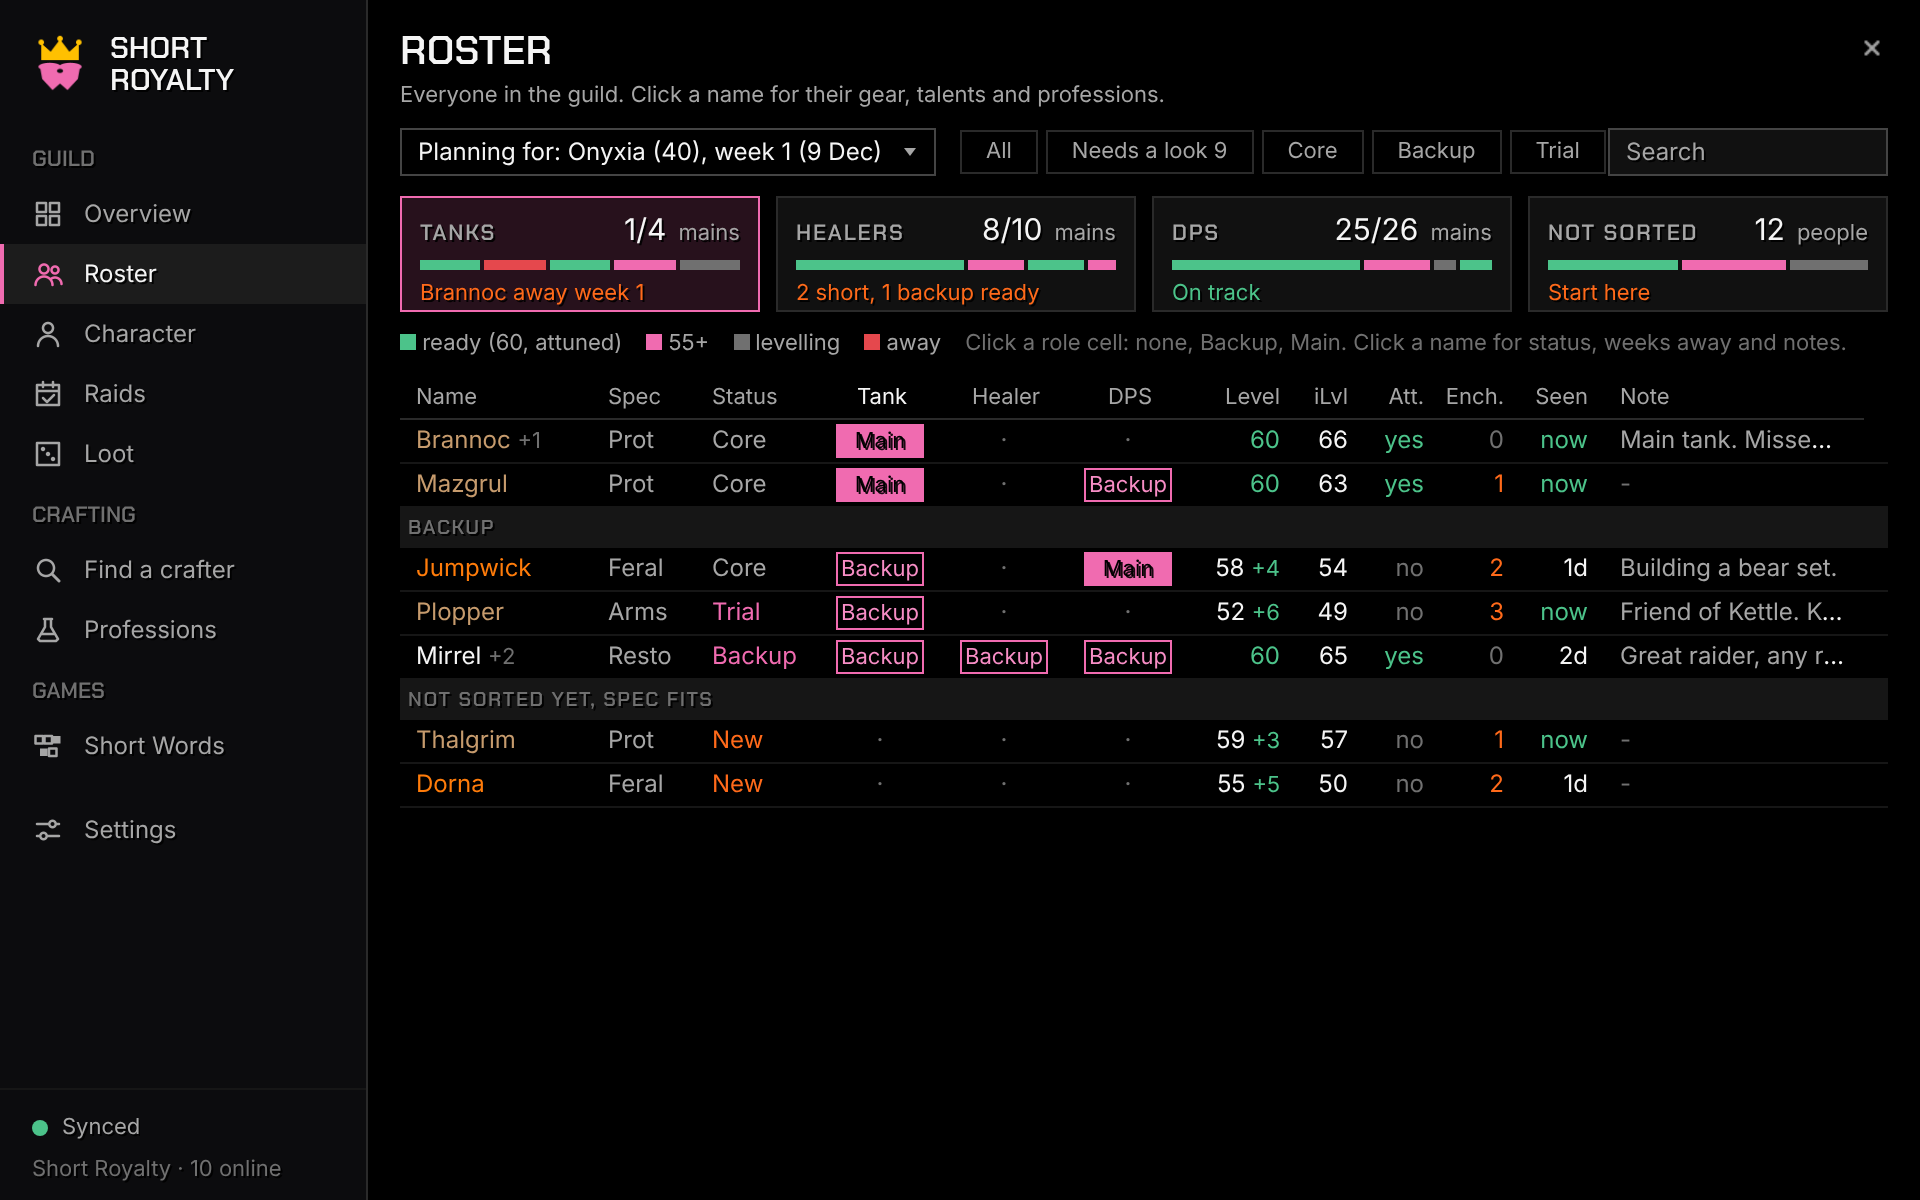 SHORT
ROYALTY
GUILD
Overview
Roster
Character
Raids
Loot
CRAFTING
Find a crafter
Professions
GAMES
Short Words
Settings
Synced
Short Royalty · 10 online
ROSTER
×
Everyone in the guild. Click a name for their gear, talents and professions.
Planning for: Onyxia (40), week 1 (9 Dec)
All Needs a look 9 Core Backup Trial Search
TANKS 1/4 mains
Brannoc away week 1
HEALERS 8/10 mains
2 short, 1 backup ready
DPS 25/26 mains
On track
NOT SORTED 12 people
Start here
ready (60, attuned) 55+ levelling away Click a role cell: none, Backup, Main. Click a name for status, weeks away and notes.
Name Spec Status Tank Healer DPS Level iLvl Att. Ench. Seen Note
Brannoc +1 Prot Core Main · · 60 66 yes 0 now Main tank. Misse...
Mazgrul Prot Core Main · Backup 60 63 yes 1 now -
BACKUP
Jumpwick Feral Core Backup · Main 58 +4 54 no 2 1d Building a bear set.
Plopper Arms Trial Backup · · 52 +6 49 no 3 now Friend of Kettle. K...
Mirrel +2 Resto Backup Backup Backup Backup 60 65 yes 0 2d Great raider, any r...
NOT SORTED YET, SPEC FITS
Thalgrim Prot New · · · 59 +3 57 no 1 now -
Dorna Feral New · · · 55 +5 50 no 2 1d -